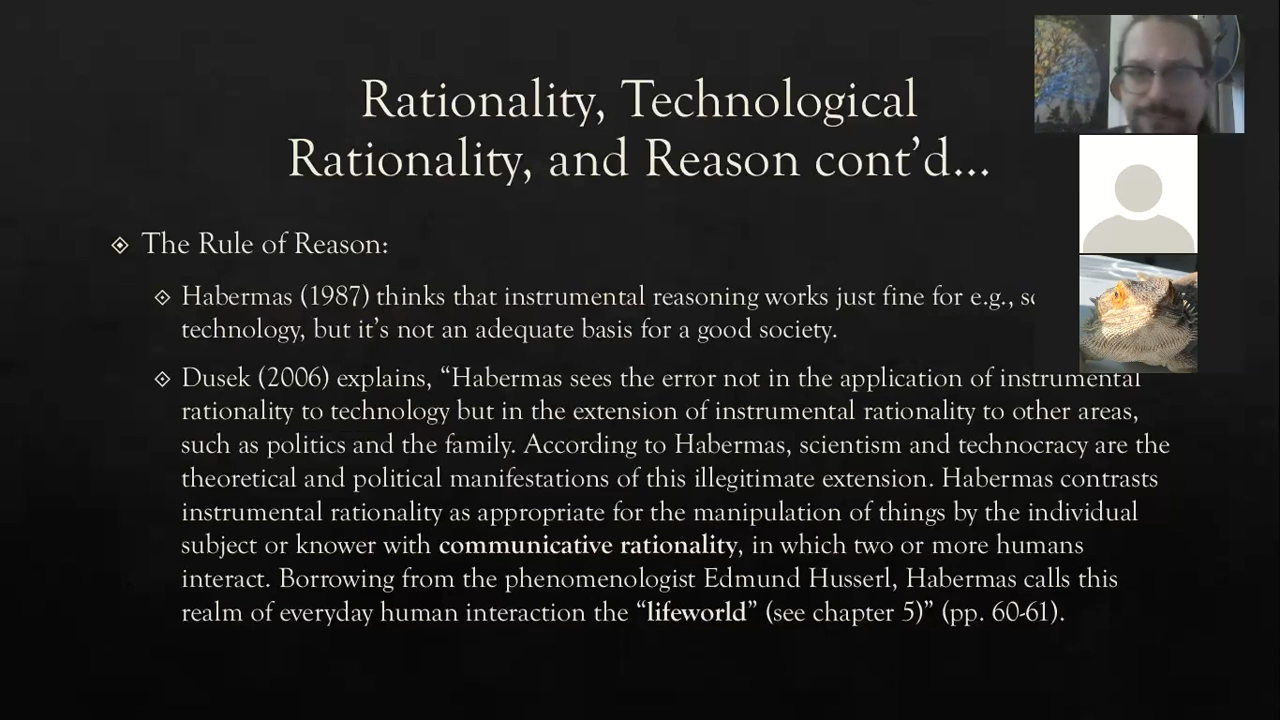 Rationality, Technological
Rationality, and Reason cont’d…
The Rule of Reason:
Habermas (1987) thinks that instrumental reasoning works just fine for e.g.,
technology, but it’s not an adequate basis for a good society.
Dusek (2006) explains, “Habermas sees the error not in the application of instrumental
rationality to technology but in the extension of instrumental rationality to other areas,
such as politics and the family. According to Habermas, scientism and technocracy are the
theoretical and political manifestations of this illegitimate extension. Habermas contrasts
instrumental rationality as appropriate for the manipulation of things by the individual
subject or knower with communicative rationality, in which two or more humans
interact. Borrowing from the phenomenologist Edmund Husserl, Habermas calls this
realm of everyday human interaction the “lifeworld” (see chapter 5)” (pp. 60-61).